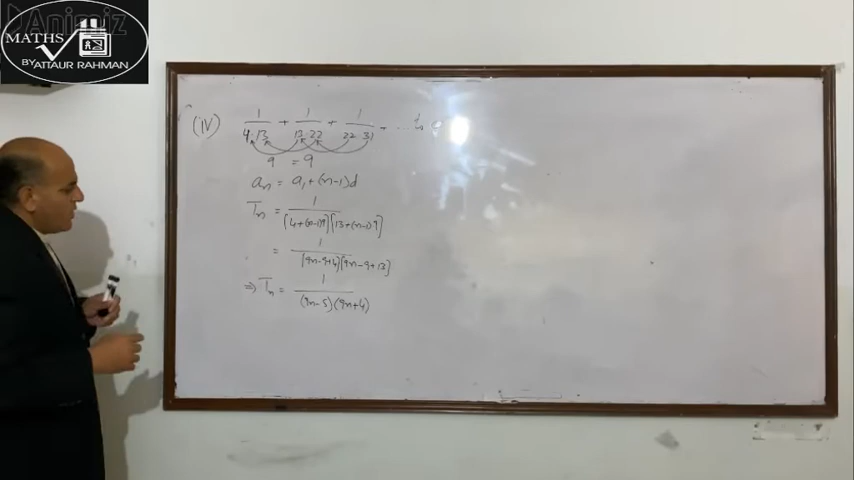 Animiz
MATHS
BY ATTAUR RAHMAN
(iv) 1/4·13 + 1/13·22 + 1/22·31 + ... to ∞
9 = 9
aₙ = a₁ + (n-1)d
Tₙ = 1/[4+(n-1)9][13+(n-1)9]
= 1/[9n-9+4][9n-9+13]
⇒ Tₙ = 1/(9n-5)(9n+4)